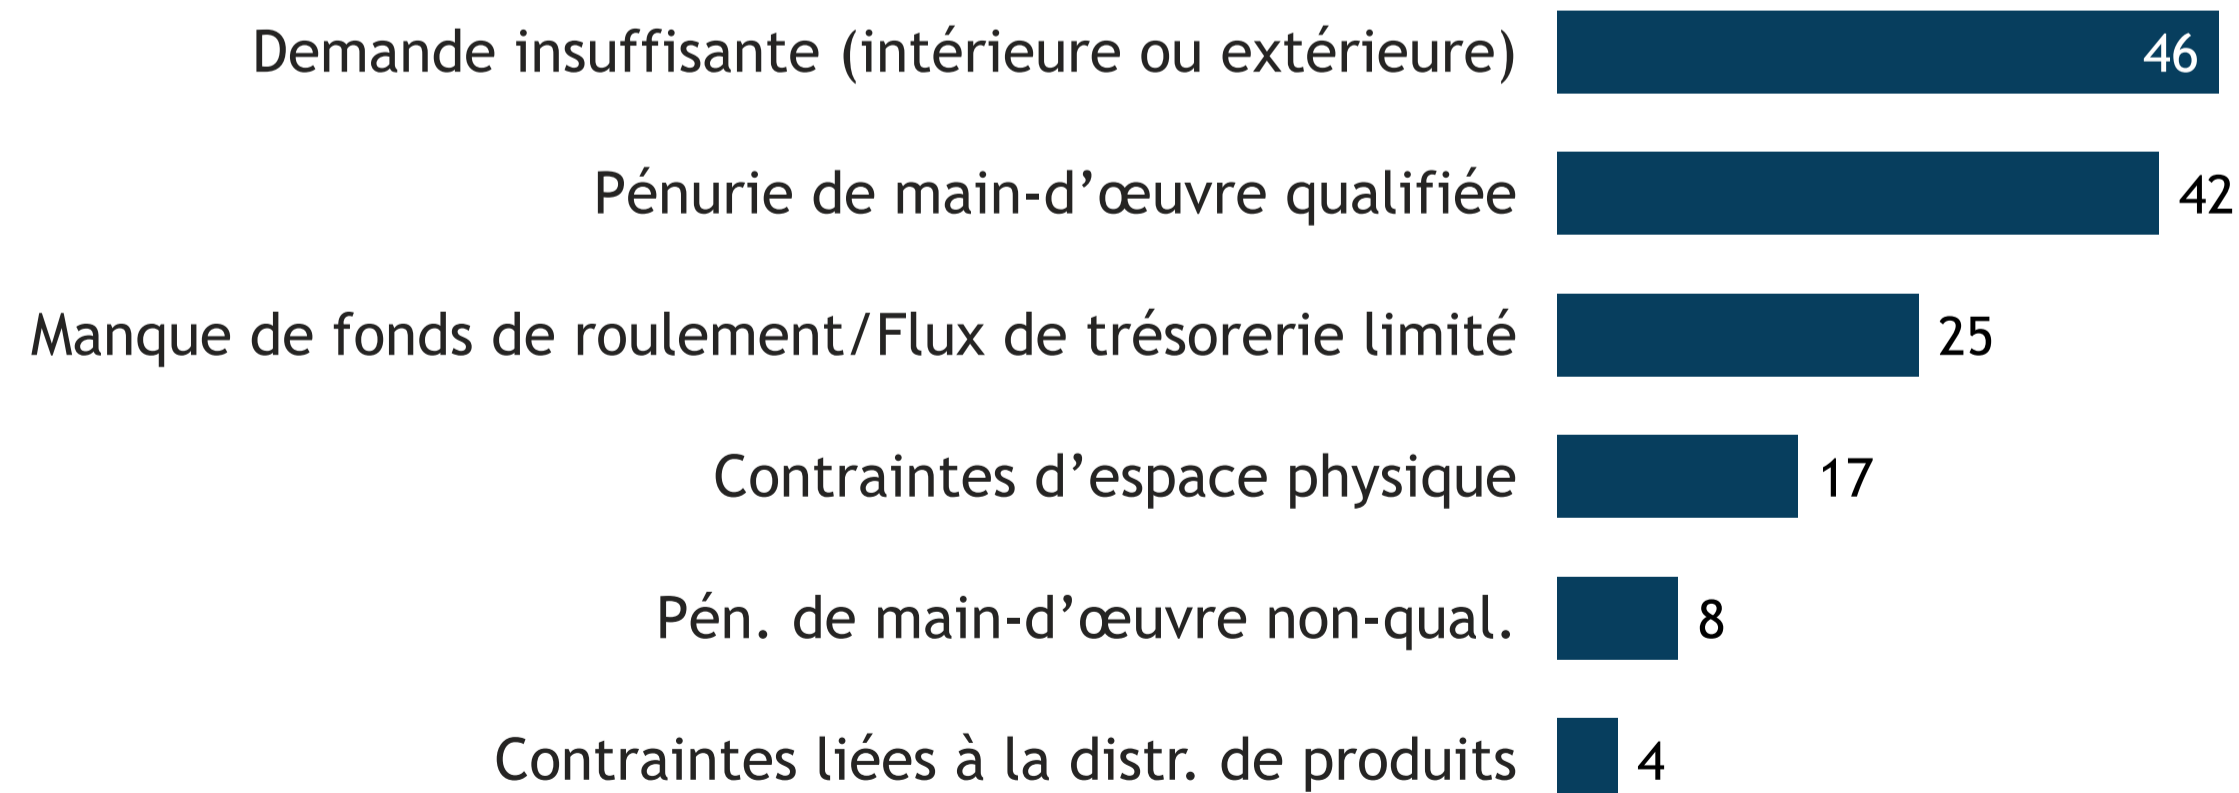 Demande insuffisante (intérieure ou extérieure) 46
Pénurie de main-d’œuvre qualifiée 42
Manque de fonds de roulement/Flux de trésorerie limité 25
Contraintes d’espace physique 17
Pén. de main-d’œuvre non-qual. 8
Contraintes liées à la distr. de produits 4